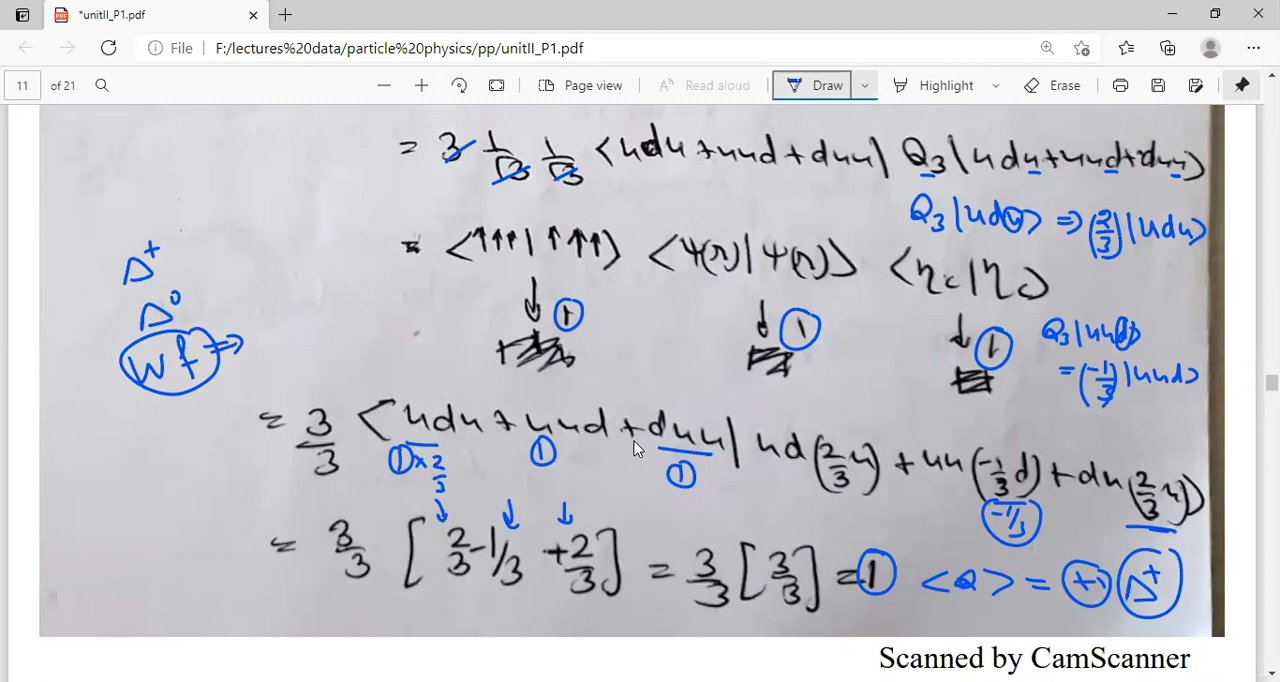 *unitII_P1.pdf
File F:/lectures%20data/particle%20physics/pp/unitII_P1.pdf
11 of 21 Page view Read aloud Draw Highlight Erase
= 3 1/√3 1/√3 <udu + uud + duu| Q3 |udu + uud + duu>
Q3 |udu> ⇒ (2/3) |udu>
= <↑↑↑|↑↑↑> <ψ(r)|ψ(r)> <ηc|ηc>
Δ+
Δ0
Wf ⇒
1 1 1
Q3 |uud>
= (-1/3) |uud>
= 3/3 <udu + uud + duu| ud(2/3 u) + uu(-1/3 d) + du(2/3 u)>
1 × 2/3 1 1 -1/3
= 3/3 [2/3 - 1/3 + 2/3] = 3/3 [3/3] = 1 <Q> = +1 Δ+
Scanned by CamScanner